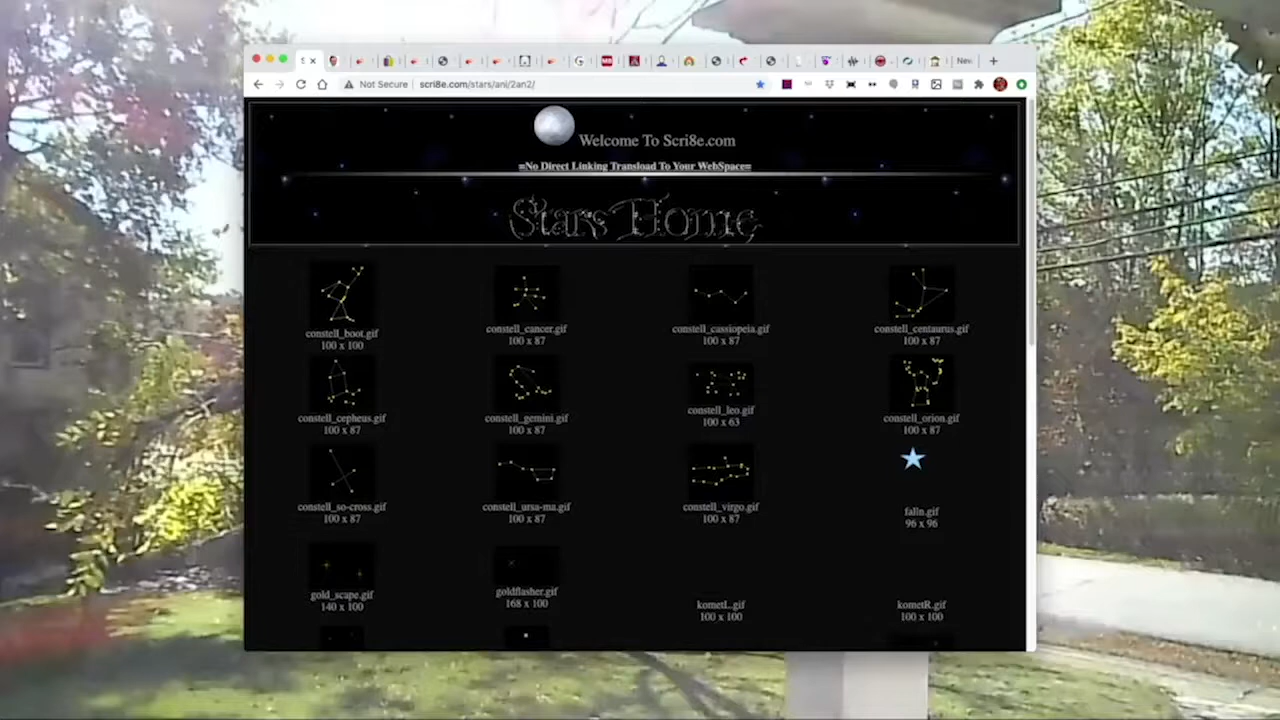 New
Not Secure
scri8e.com/stars/ani/2an2/
Welcome To Scri8e.com
=No Direct Linking Transload To Your WebSpace=
Stars Home
constell_boot.gif
100 x 100
constell_cancer.gif
100 x 87
constell_cassiopeia.gif
100 x 87
constell_centaurus.gif
100 x 87
constell_cepheus.gif
100 x 87
constell_gemini.gif
100 x 87
constell_leo.gif
100 x 63
constell_orion.gif
100 x 87
constell_so-cross.gif
100 x 87
constell_ursa-ma.gif
100 x 87
constell_virgo.gif
100 x 87
falln.gif
96 x 96
gold_scape.gif
140 x 100
goldflasher.gif
168 x 100
kometL.gif
100 x 100
kometR.gif
100 x 100